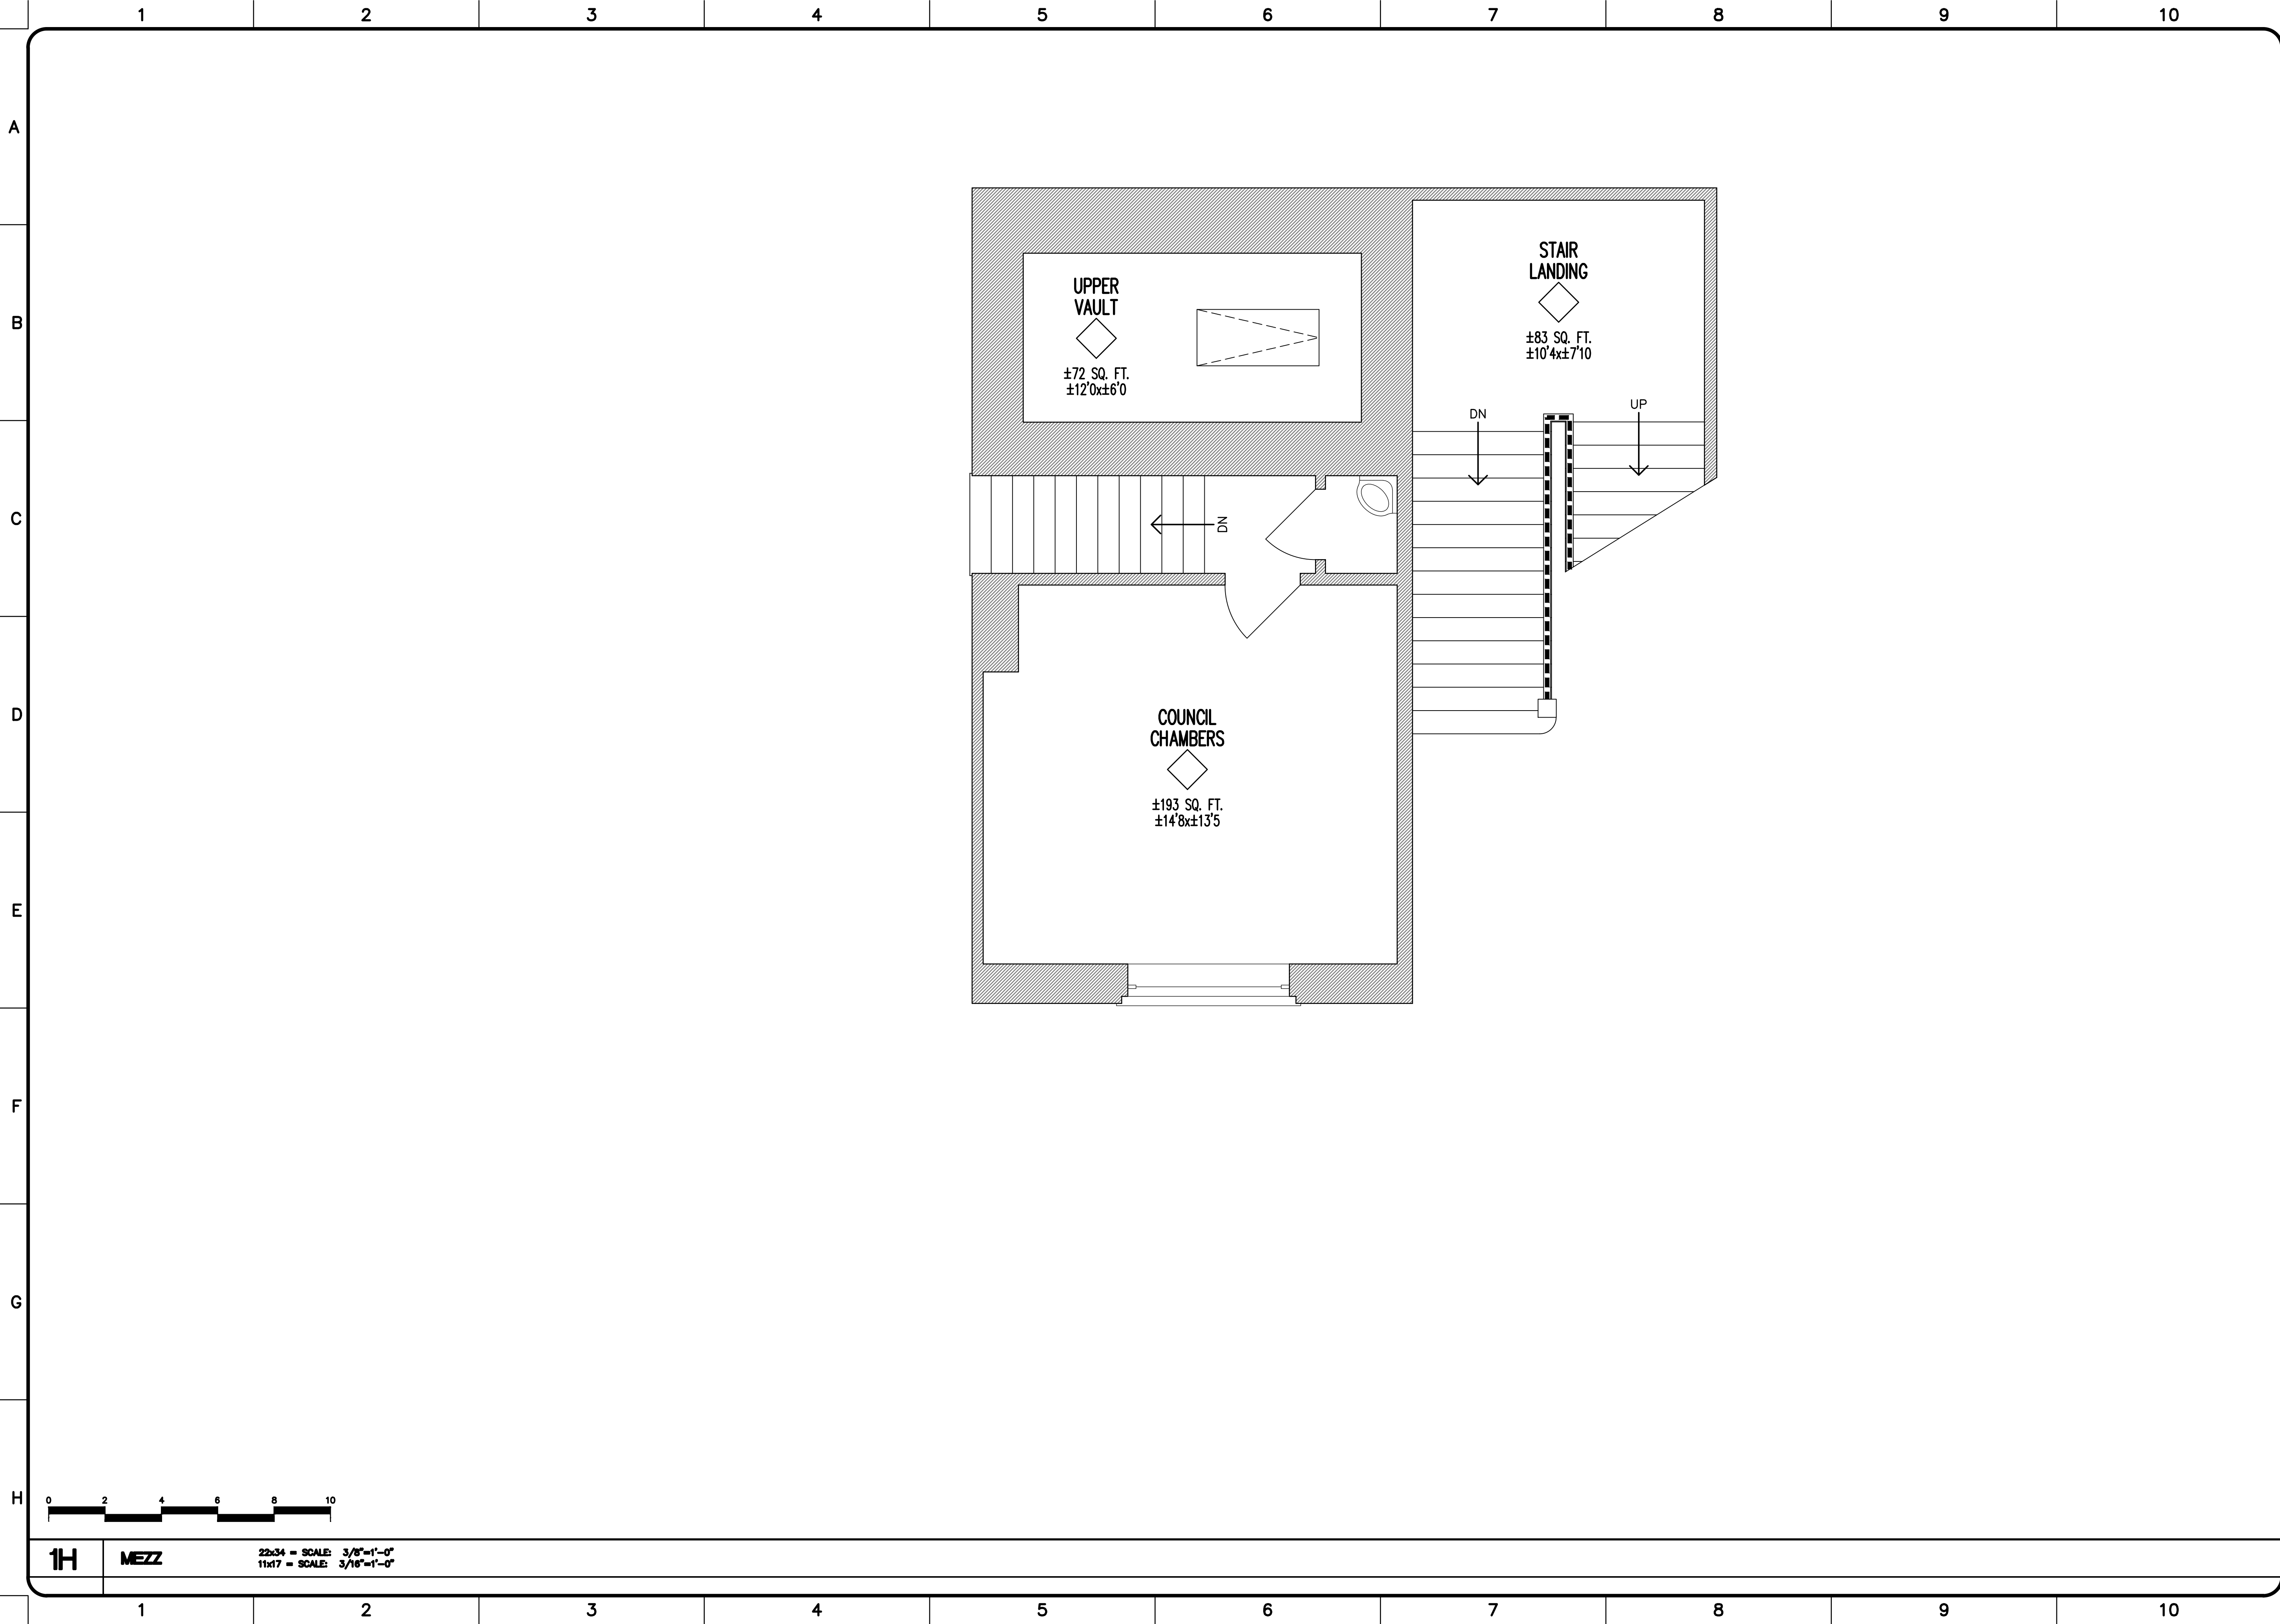 1 2 3 4 5 6 7 8 9 10
A
B
C
D
E
F
G
H
UPPER
VAULT
±72 SQ. FT.
±12'0x±6'0
STAIR
LANDING
±83 SQ. FT.
±10'4x±7'10
DN
UP
DN
COUNCIL
CHAMBERS
±193 SQ. FT.
±14'8x±13'5
0 2 4 6 8 10
1H
MEZZ
22x34 = SCALE: 3/8"=1'-0"
11x17 = SCALE: 3/16"=1'-0"
1 2 3 4 5 6 7 8 9 10